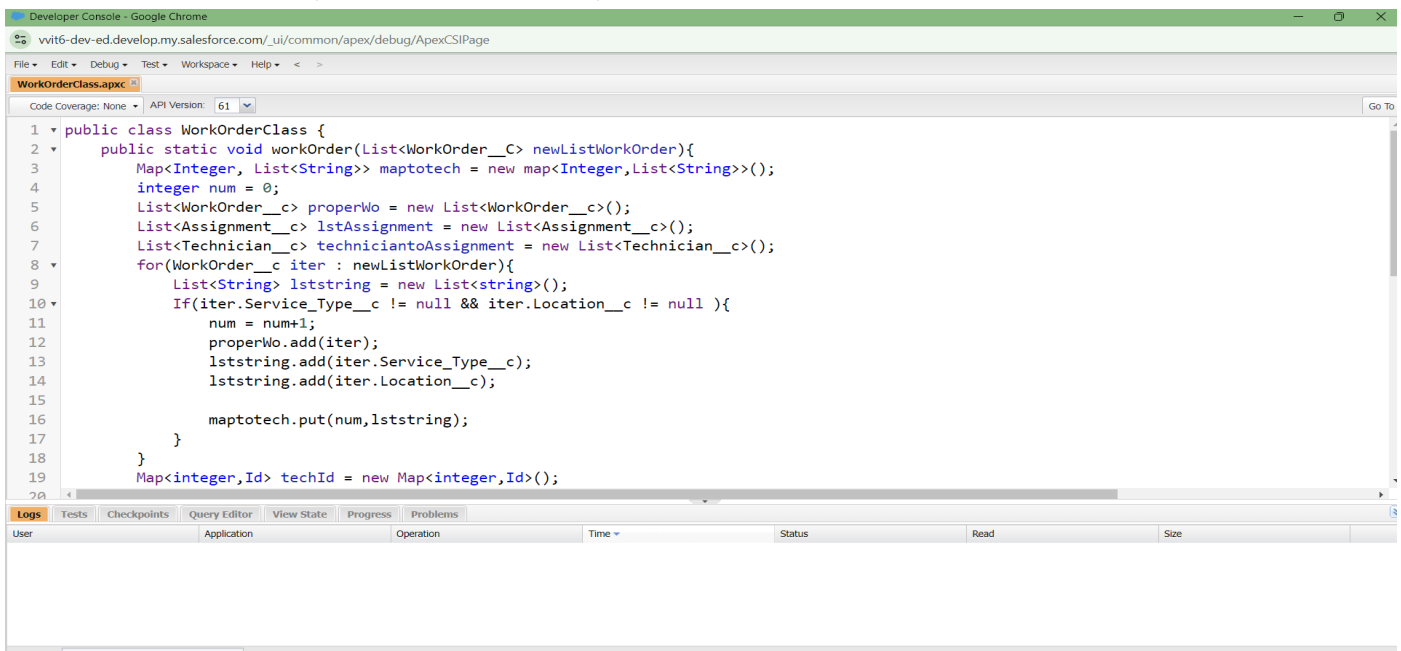 Developer Console - Google Chrome
vvit6-dev-ed.develop.my.salesforce.com/_ui/common/apex/debug/ApexCSIPage
File Edit Debug Test Workspace Help < >
WorkOrderClass.apxc
Code Coverage: None API Version: 61 Go To
1 public class WorkOrderClass {
2 public static void workOrder(List<WorkOrder__C> newListWorkOrder){
3 Map<Integer, List<String>> maptotech = new map<Integer,List<String>>();
4 integer num = 0;
5 List<WorkOrder__c> properWo = new List<WorkOrder__c>();
6 List<Assignment__c> lstAssignment = new List<Assignment__c>();
7 List<Technician__c> techniciantoAssignment = new List<Technician__c>();
8 for(WorkOrder__c iter : newListWorkOrder){
9 List<String> lststring = new List<string>();
10 If(iter.Service_Type__c != null && iter.Location__c != null ){
11 num = num+1;
12 properWo.add(iter);
13 lststring.add(iter.Service_Type__c);
14 lststring.add(iter.Location__c);
15
16 maptotech.put(num,lststring);
17 }
18 }
19 Map<integer,Id> techId = new Map<integer,Id>();
20
Logs Tests Checkpoints Query Editor View State Progress Problems
User Application Operation Time Status Read Size